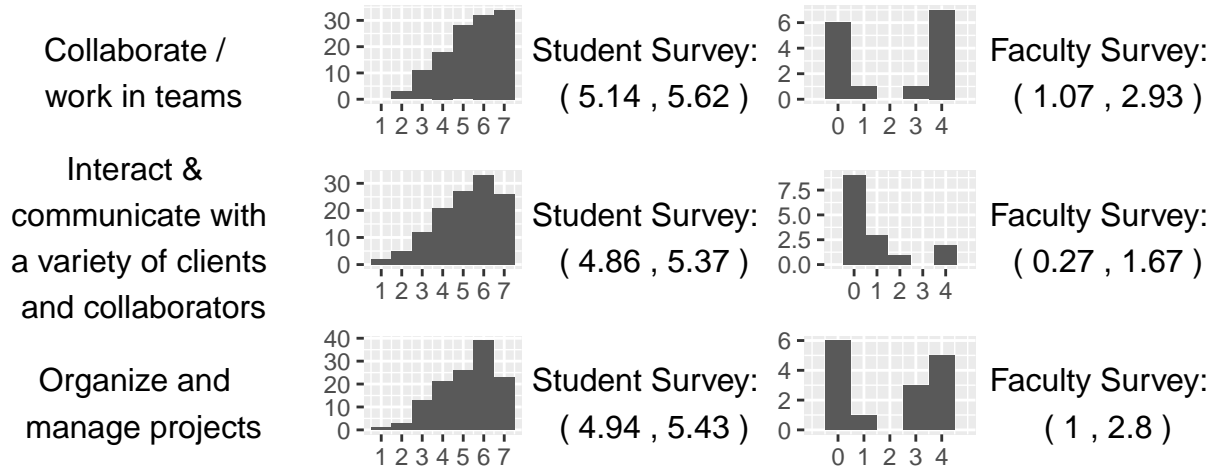 Collaborate /
work in teams
30
20
10
0
1 2 3 4 5 6 7
Student Survey:
( 5.14 , 5.62 )
6
4
2
0
0 1 2 3 4
Faculty Survey:
( 1.07 , 2.93 )
Interact &
communicate with
a variety of clients
and collaborators
30
20
10
0
1 2 3 4 5 6 7
Student Survey:
( 4.86 , 5.37 )
7.5
5.0
2.5
0.0
0 1 2 3 4
Faculty Survey:
( 0.27 , 1.67 )
Organize and
manage projects
40
30
20
10
0
1 2 3 4 5 6 7
Student Survey:
( 4.94 , 5.43 )
6
4
2
0
0 1 2 3 4
Faculty Survey:
( 1 , 2.8 )